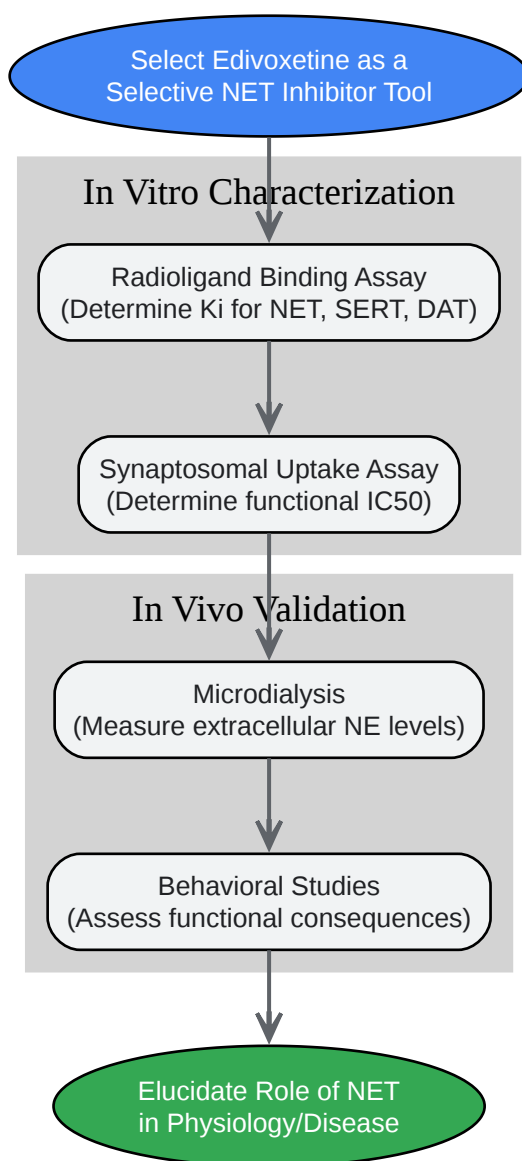 Select Edivoxetine as a
Selective NET Inhibitor Tool
In Vitro Characterization
Radioligand Binding Assay
(Determine Ki for NET, SERT, DAT)
Synaptosomal Uptake Assay
(Determine functional IC50)
In Vivo Validation
Microdialysis
(Measure extracellular NE levels)
Behavioral Studies
(Assess functional consequences)
Elucidate Role of NET
in Physiology/Disease